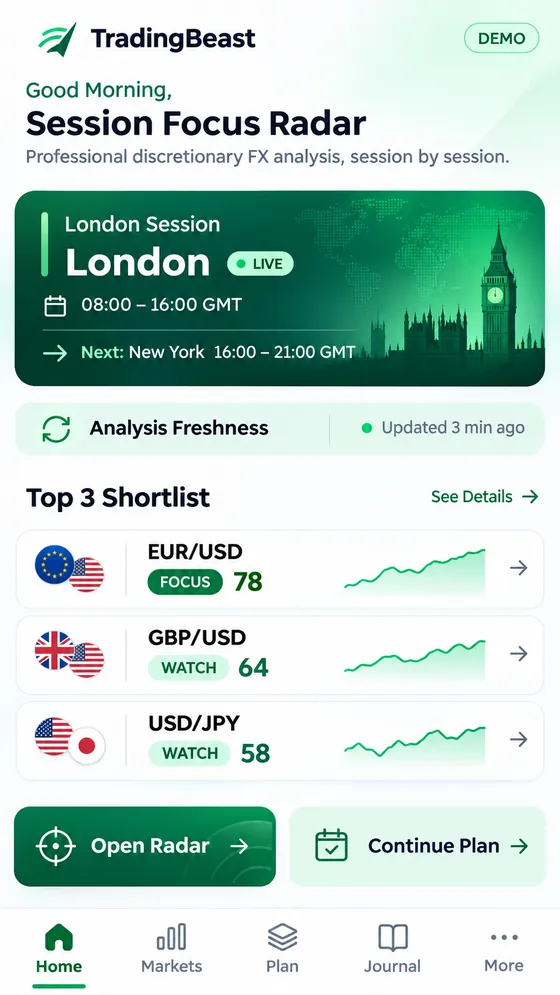 TradingBeast
DEMO
Good Morning,
Session Focus Radar
Professional discretionary FX analysis, session by session.
London Session
London
LIVE
08:00 – 16:00 GMT
Next: New York 16:00 – 21:00 GMT
Analysis Freshness
Updated 3 min ago
Top 3 Shortlist
See Details
EUR/USD
FOCUS 78
GBP/USD
WATCH 64
USD/JPY
WATCH 58
Open Radar
Continue Plan
Home
Markets
Plan
Journal
More